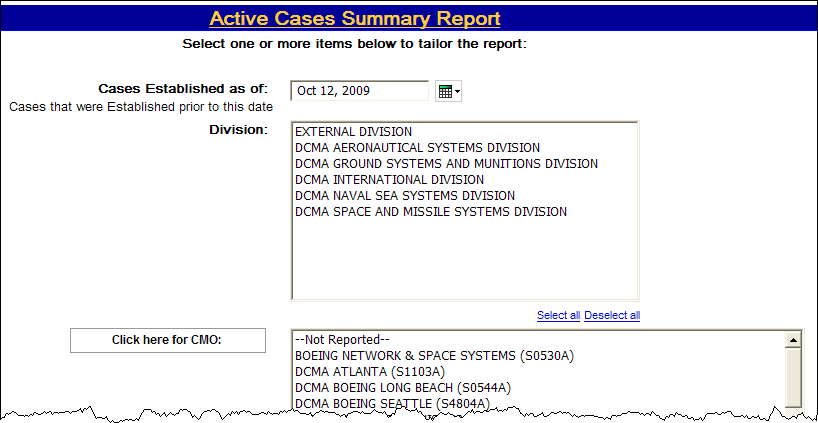 Active Cases Summary Report
Select one or more items below to tailor the report:
Cases Established as of:
Oct 12, 2009
Cases that were Established prior to this date
Division:
EXTERNAL DIVISION
DCMA AERONAUTICAL SYSTEMS DIVISION
DCMA GROUND SYSTEMS AND MUNITIONS DIVISION
DCMA INTERNATIONAL DIVISION
DCMA NAVAL SEA SYSTEMS DIVISION
DCMA SPACE AND MISSILE SYSTEMS DIVISION
Select all Deselect all
Click here for CMO:
--Not Reported--
BOEING NETWORK & SPACE SYSTEMS (S0530A)
DCMA ATLANTA (S1103A)
DCMA BOEING LONG BEACH (S0544A)
DCMA BOEING SEATTLE (S4804A)